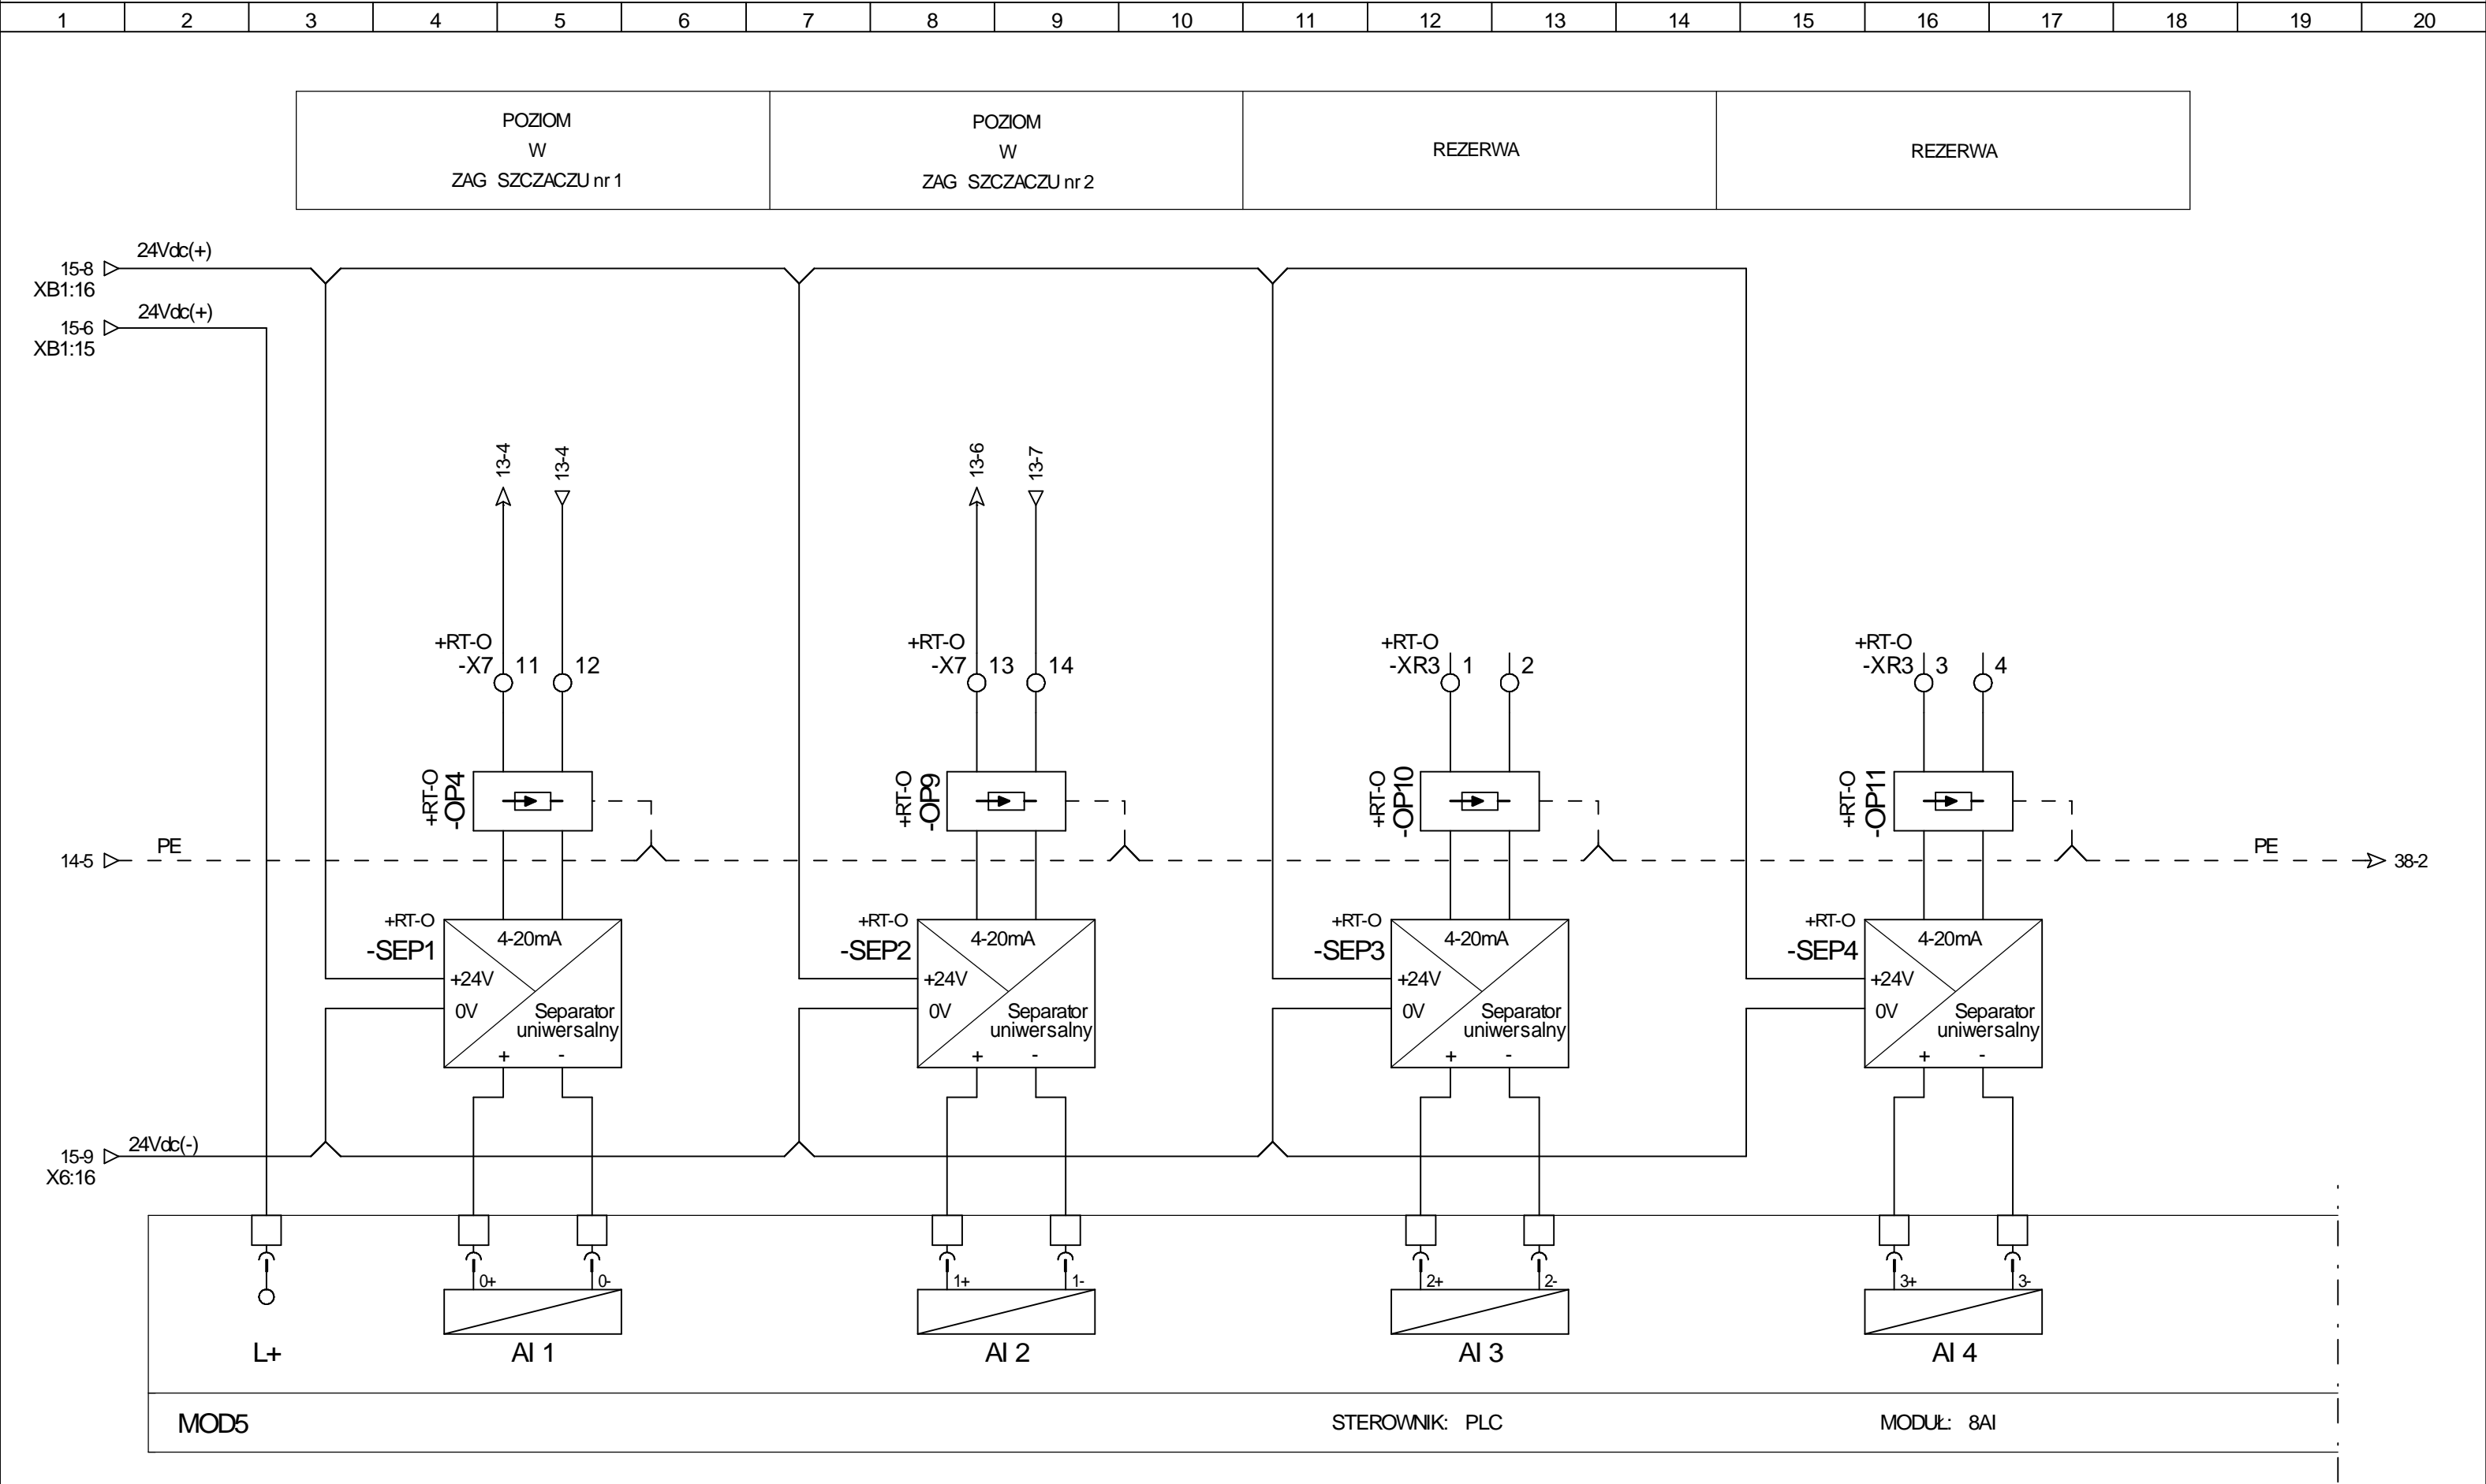 1 2 3 4 5 6 7 8 9 10 11 12 13 14 15 16 17 18 19 20
POZIOM
W
ZAG SZCZACZU nr 1
POZIOM
W
ZAG SZCZACZU nr 2
REZERWA
REZERWA
24Vdc(+)
15-8
XB1:16
24Vdc(+)
15-6
XB1:15
13-4
13-4
13-6
13-7
+RT-O
-X7 11 12
+RT-O
-X7 13 14
+RT-O
-XR3 1 2
+RT-O
-XR3 3 4
+RT-O
-OP4
+RT-O
-OP9
+RT-O
-OP10
+RT-O
-OP11
14-5
PE
PE
38-2
+RT-O
-SEP1
4-20mA
+24V
0V
Separator
uniwersalny
+ -
+RT-O
-SEP2
4-20mA
+24V
0V
Separator
uniwersalny
+ -
+RT-O
-SEP3
4-20mA
+24V
0V
Separator
uniwersalny
+ -
+RT-O
-SEP4
4-20mA
+24V
0V
Separator
uniwersalny
+ -
24Vdc(-)
15-9
X6:16
0+ 0-
1+ 1-
2+ 2-
3+ 3-
L+
AI 1
AI 2
AI 3
AI 4
MOD5
STEROWNIK: PLC
MODUŁ: 8AI